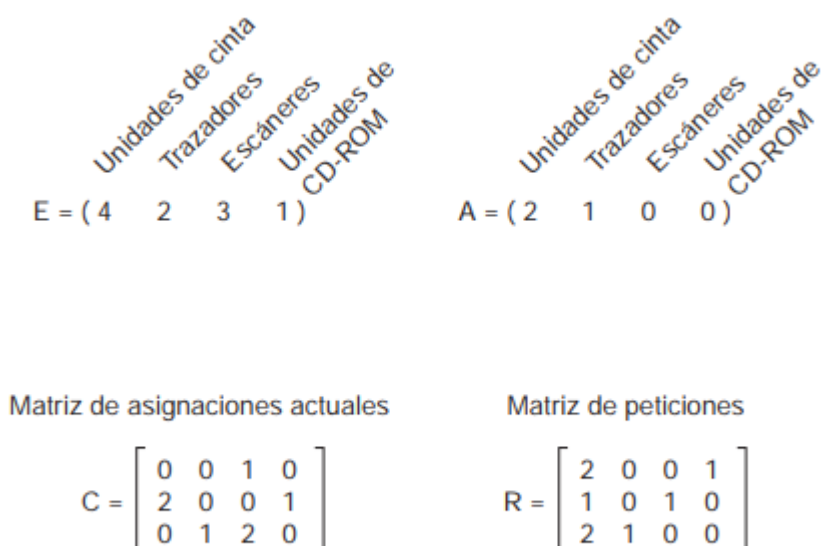 Unidades de cinta
Trazadores
Escáneres
Unidades de
CD-ROM
E = ( 4 2 3 1 )
Unidades de cinta
Trazadores
Escáneres
Unidades de
CD-ROM
A = ( 2 1 0 0 )
Matriz de asignaciones actuales
Matriz de peticiones
0 0 1 0
C = 2 0 0 1
0 1 2 0
2 0 0 1
R = 1 0 1 0
2 1 0 0